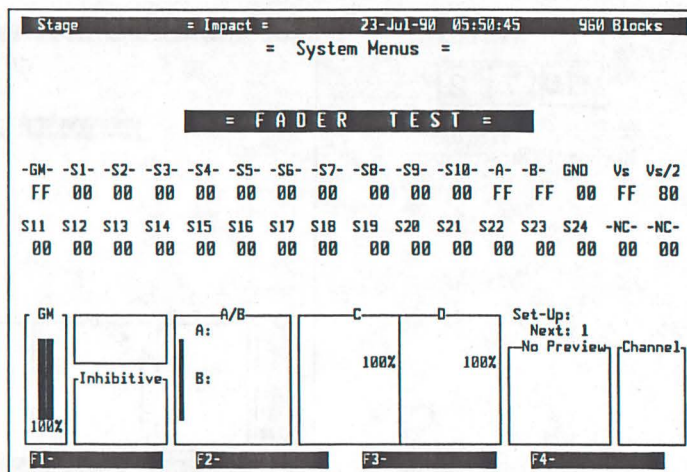 Stage = Impact = 23-Jul-90 05:50:45 960 Blocks
= System Menus =
= FADER TEST =
-GM- -S1- -S2- -S3- -S4- -S5- -S6- -S7- -S8- -S9- -S10- -A- -B- GND Vs Vs/2
FF 00 00 00 00 00 00 00 00 00 00 FF FF 00 FF 80
S11 S12 S13 S14 S15 S16 S17 S18 S19 S20 S21 S22 S23 S24 -NC- -NC-
00 00 00 00 00 00 00 00 00 00 00 00 00 00 00 00
GM A/B C D Set-Up:
A: Next: 1
No Preview Channel
100% 100%
Inhibitive B:
100%
F1- F2- F3- F4-